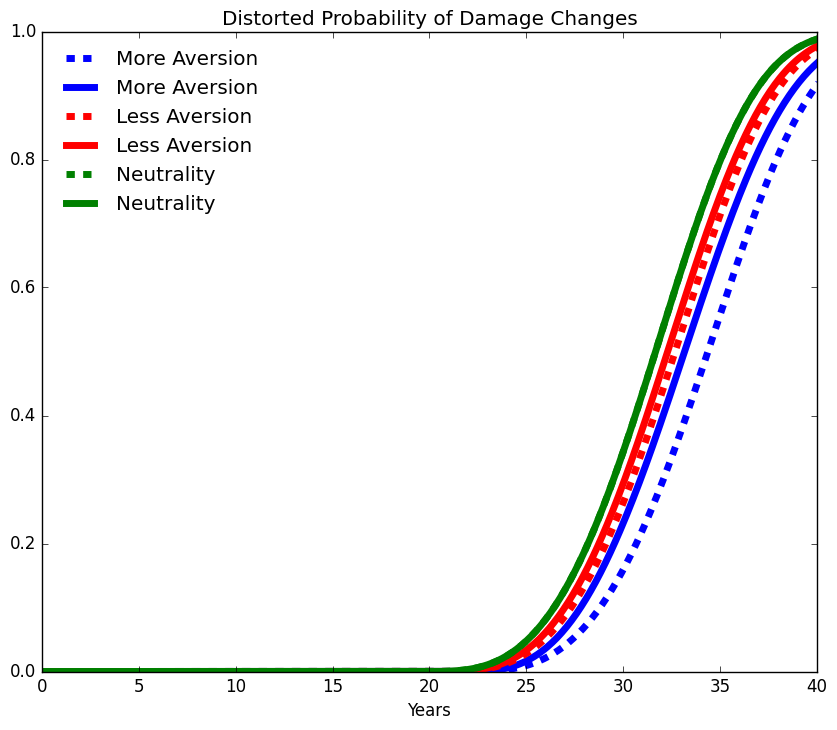 Distorted Probability of Damage Changes
1.0
0.8
0.6
0.4
0.2
0.0
More Aversion
More Aversion
Less Aversion
Less Aversion
Neutrality
Neutrality
0 5 10 15 20 25 30 35 40
Years